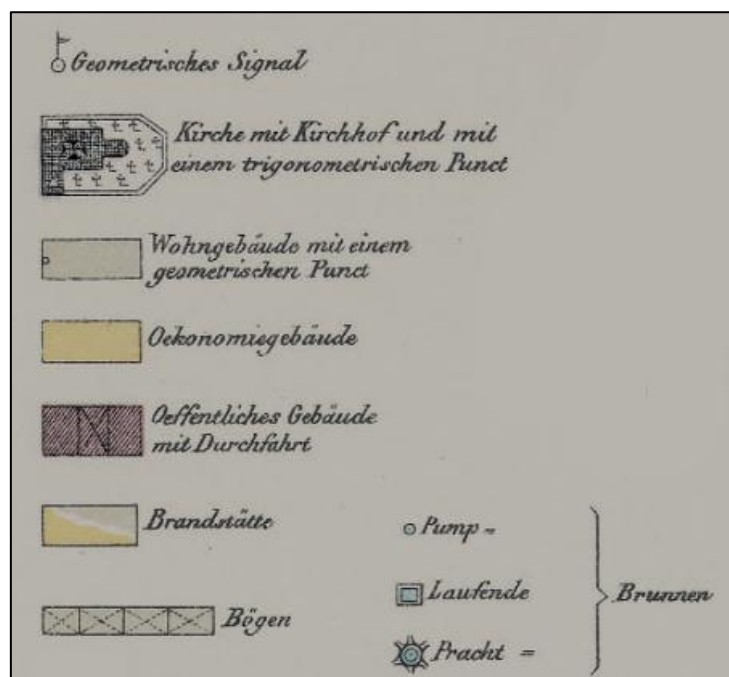 Geometrisches Signal
Kirche mit Kirchhof und mit
einem trigonometrischen Punct
Wohngebäude mit einem
geometrischen Punct
Oekonomiegebäude
Oeffentliches Gebäude
mit Durchfahrt
Brandstätte
Bögen
Pump =
Laufende
Pracht =
Brunnen